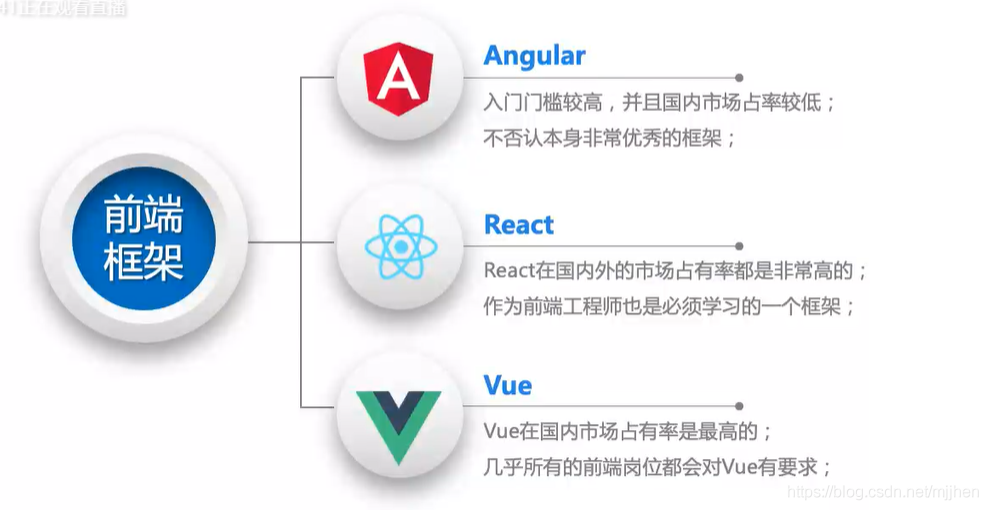 41正在观看直播
前端
框架
Angular
入门门槛较高，并且国内市场占率较低；
不否认本身非常优秀的框架；
React
React在国内外的市场占有率都是非常高的；
作为前端工程师也是必须学习的一个框架；
Vue
Vue在国内市场占有率是最高的；
几乎所有的前端岗位都会对Vue有要求；
https://blog.csdn.net/mjjhen